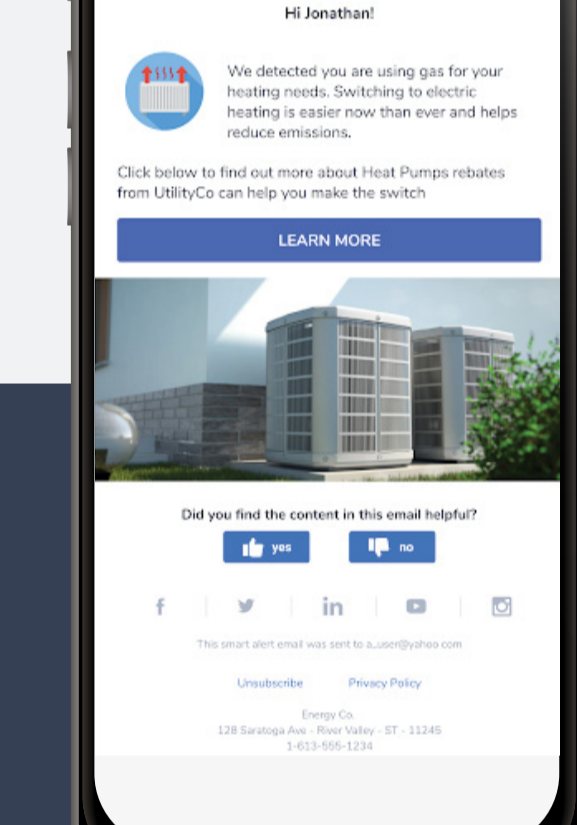 Hi Jonathan!
We detected you are using gas for your
heating needs. Switching to electric
heating is easier now than ever and helps
reduce emissions.
Click below to find out more about Heat Pumps rebates
from UtilityCo can help you make the switch
LEARN MORE
Did you find the content in this email helpful?
yes no
f in
This smart alert email was sent to a_user@yahoo.com
Unsubscribe Privacy Policy
Energy Co.
128 Saratoga Ave - River Valley - ST - 11245
1-613-555-1234